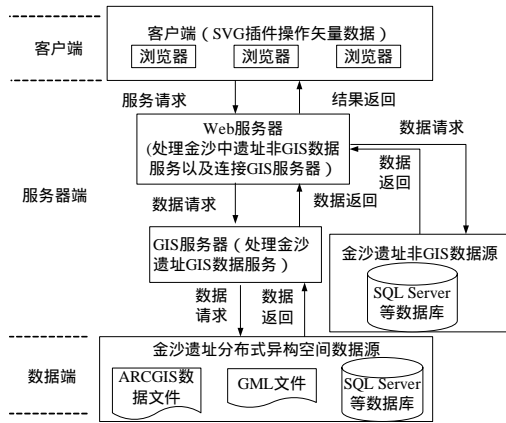 客户端
客户端（SVG插件操作矢量数据）
浏览器
浏览器
浏览器
服务请求
结果返回
服务器端
Web服务器
(处理金沙中遗址非GIS数据
服务以及连接GIS服务器）
数据请求
数据
返回
数据请求
数据返回
GIS服务器（处理金沙
遗址GIS数据服务）
金沙遗址非GIS数据源
SQL Server
等数据库
数据
请求
数据
返回
数据端
金沙遗址分布式异构空间数据源
ARCGIS数
据文件
GML文件
SQL Server
等数据库